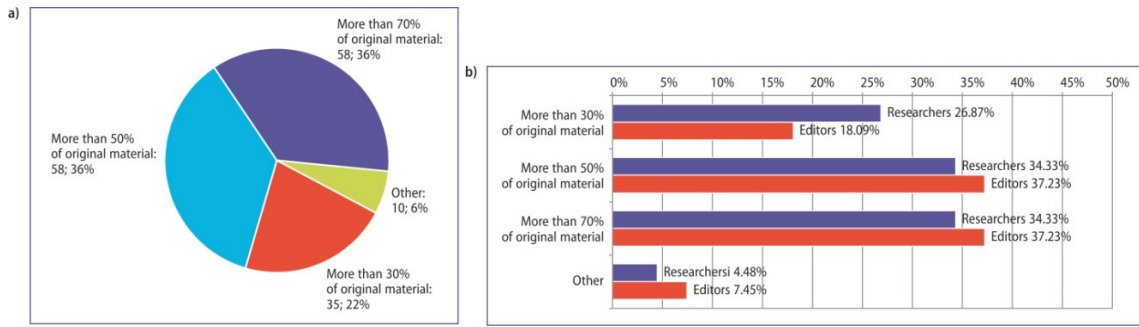 a)
More than 70%
of original material:
58; 36%
More than 50%
of original material:
58; 36%
Other:
10; 6%
More than 30%
of original material:
35; 22%
b)
0% 5% 10% 15% 20% 25% 30% 35% 40% 45% 50%
More than 30%
of original material
Researchers 26.87%
Editors 18.09%
More than 50%
of original material
Researchers 34.33%
Editors 37.23%
More than 70%
of original material
Researchers 34.33%
Editors 37.23%
Other
Researchersi 4.48%
Editors 7.45%